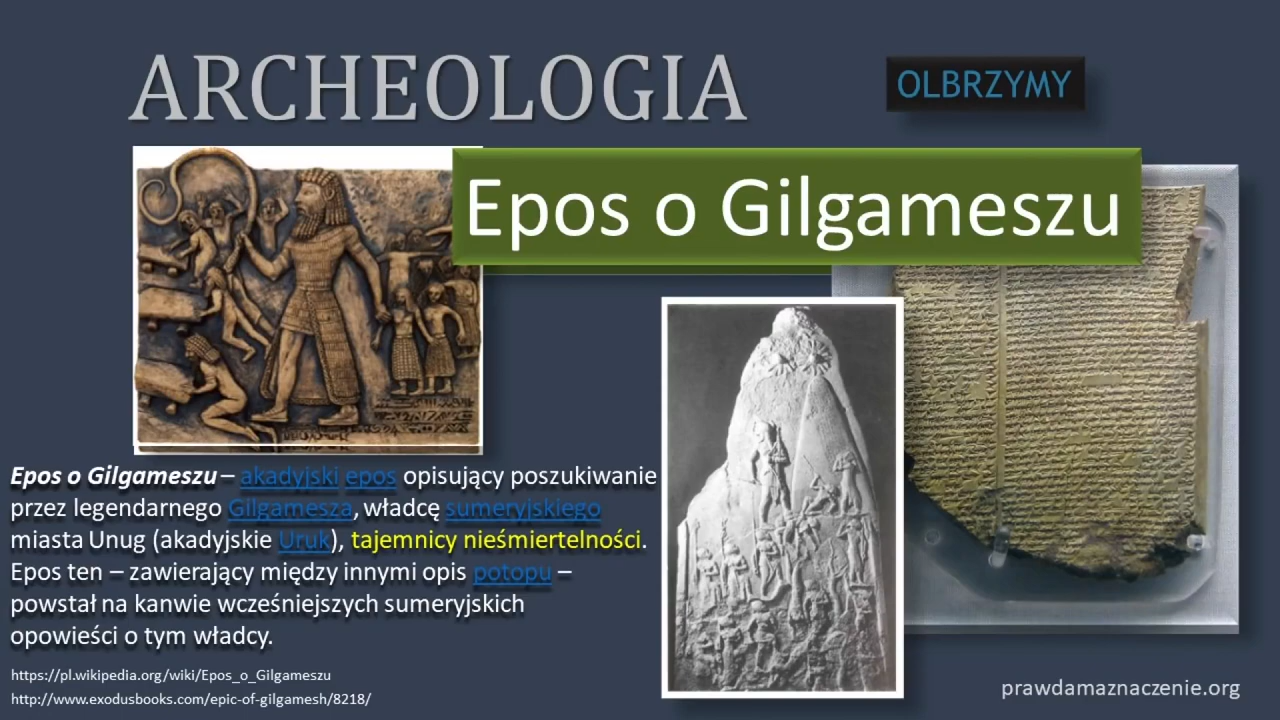 ARCHEOLOGIA
OLBRZYMY
Epos o Gilgameszu
Epos o Gilgameszu – akadyjski epos opisujący poszukiwanie
przez legendarnego Gilgamesza, władcę sumeryjskiego
miasta Unug (akadyjskie Uruk), tajemnicy nieśmiertelności.
Epos ten – zawierający między innymi opis potopu –
powstał na kanwie wcześniejszych sumeryjskich
opowieści o tym władcy.
https://pl.wikipedia.org/wiki/Epos_o_Gilgameszu
http://www.exodusbooks.com/epic-of-gilgamesh/8218/
prawdamaznaczenie.org